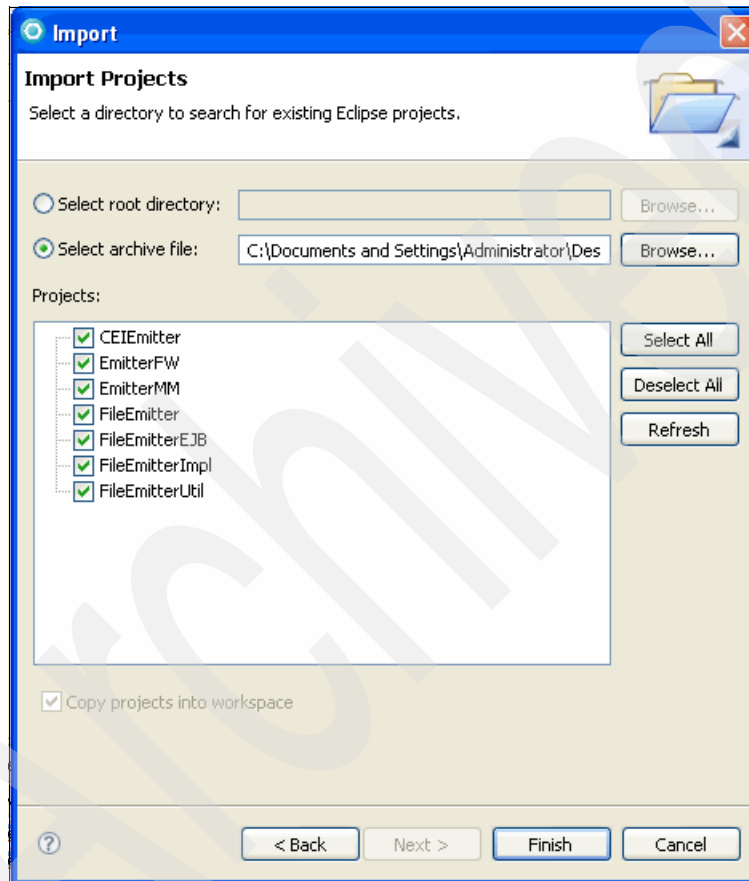 Import
Import Projects
Select a directory to search for existing Eclipse projects.
Select root directory:
Browse...
Select archive file:
C:\Documents and Settings\Administrator\Des
Browse...
Projects:
CEIEmitter
Select All
EmitterFW
EmitterMM
Deselect All
FileEmitter
FileEmitterEJB
Refresh
FileEmitterImpl
FileEmitterUtil
Copy projects into workspace
? < Back Next > Finish Cancel